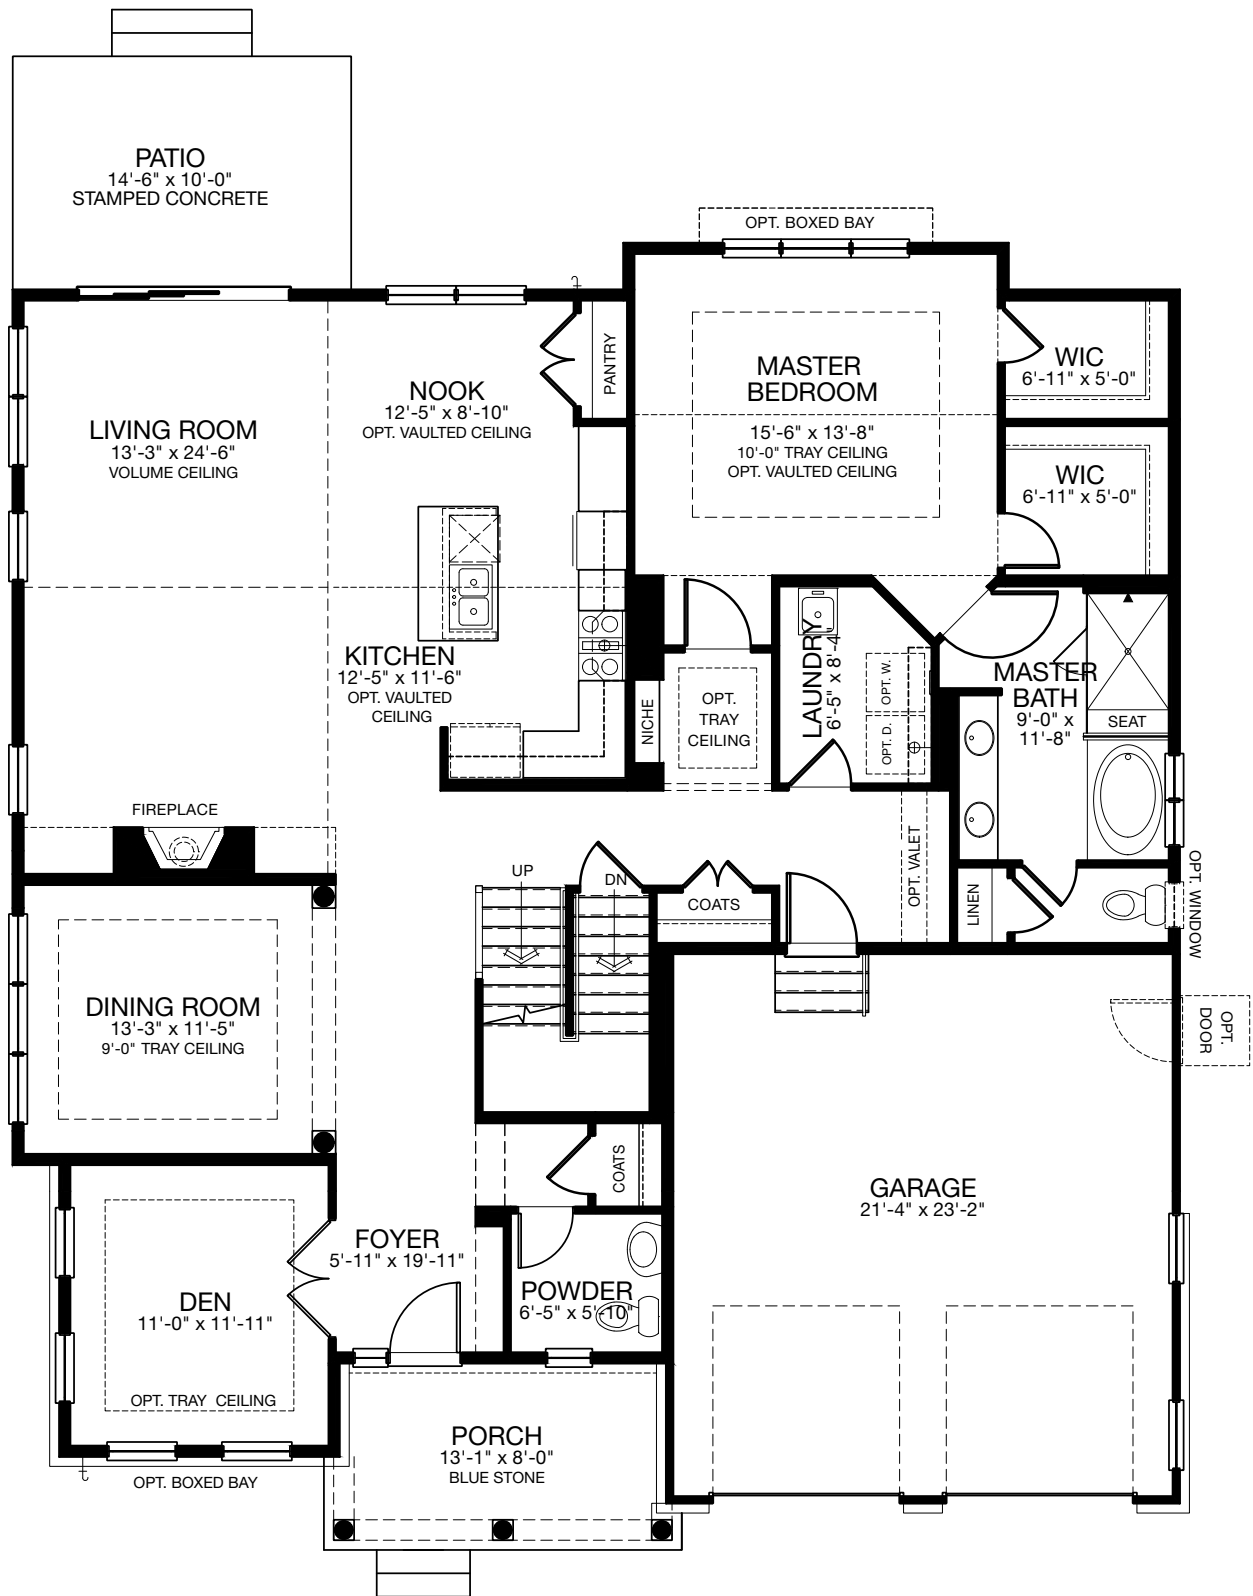 PATIO
14'-6" x 10'-0"
STAMPED CONCRETE
OPT. BOXED BAY
LIVING ROOM
13'-3" x 24'-6"
VOLUME CEILING
NOOK
12'-5" x 8'-10"
OPT. VAULTED CEILING
PANTRY
MASTER
BEDROOM
15'-6" x 13'-8"
10'-0" TRAY CEILING
OPT. VAULTED CEILING
WIC
6'-11" x 5'-0"
WIC
6'-11" x 5'-0"
KITCHEN
12'-5" x 11'-6"
OPT. VAULTED
CEILING
NICHE
OPT.
TRAY
CEILING
LAUNDRY
6'-5" x 8'-4"
OPT. W.
OPT. D.
MASTER
BATH
9'-0" x
11'-8"
SEAT
FIREPLACE
UP
DN
COATS
OPT. VALET
LINEN
OPT. WINDOW
DINING ROOM
13'-3" x 11'-5"
9'-0" TRAY CEILING
OPT.
DOOR
COATS
GARAGE
21'-4" x 23'-2"
FOYER
5'-11" x 19'-11"
POWDER
6'-5" x 5'-10"
DEN
11'-0" x 11'-11"
OPT. TRAY CEILING
OPT. BOXED BAY
PORCH
13'-1" x 8'-0"
BLUE STONE